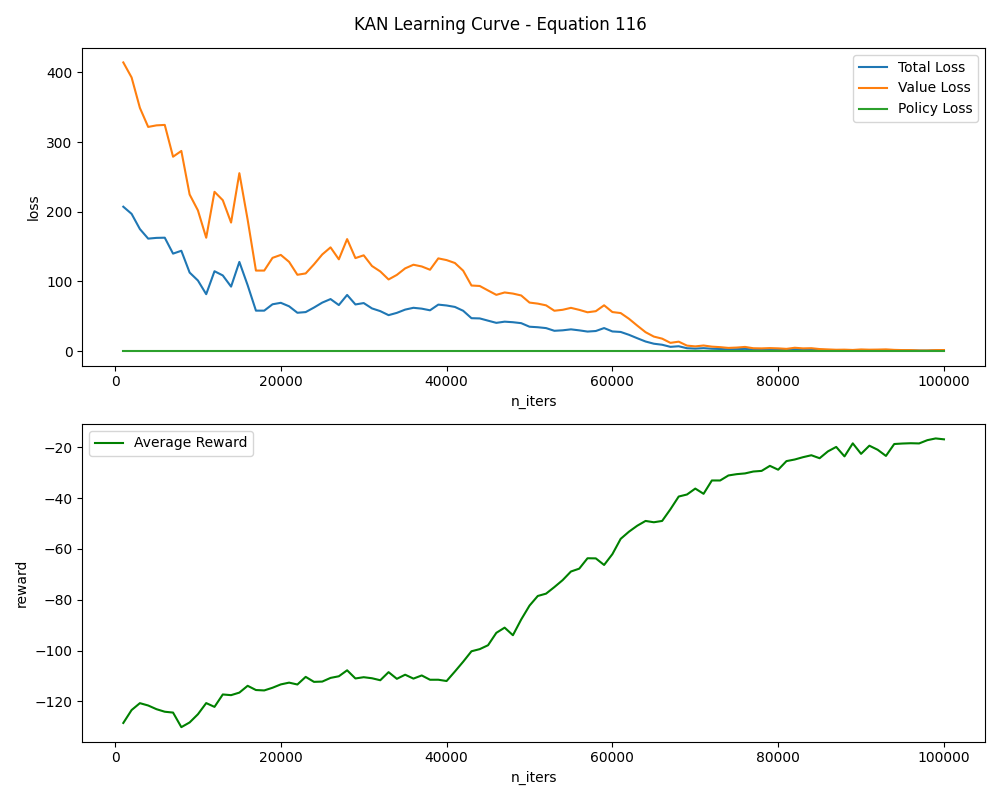 KAN Learning Curve - Equation 116
Total Loss
Value Loss
Policy Loss
400
300
200
100
0
loss
0
20000
40000
60000
80000
100000
n_iters
Average Reward
−20
−40
−60
−80
−100
−120
reward
0
20000
40000
60000
80000
100000
n_iters